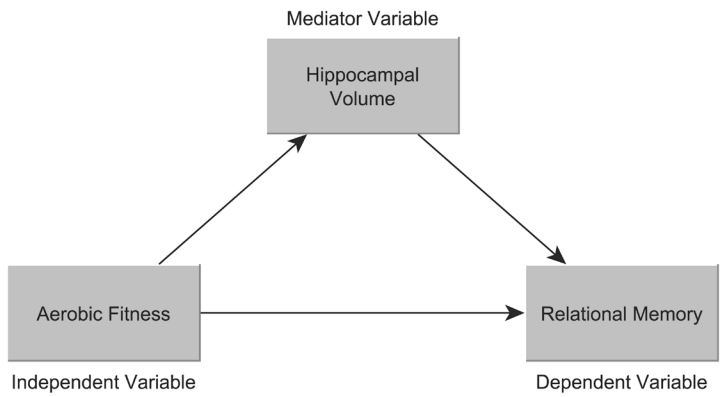 Mediator Variable
Hippocampal
Volume
Aerobic Fitness
Relational Memory
Independent Variable
Dependent Variable